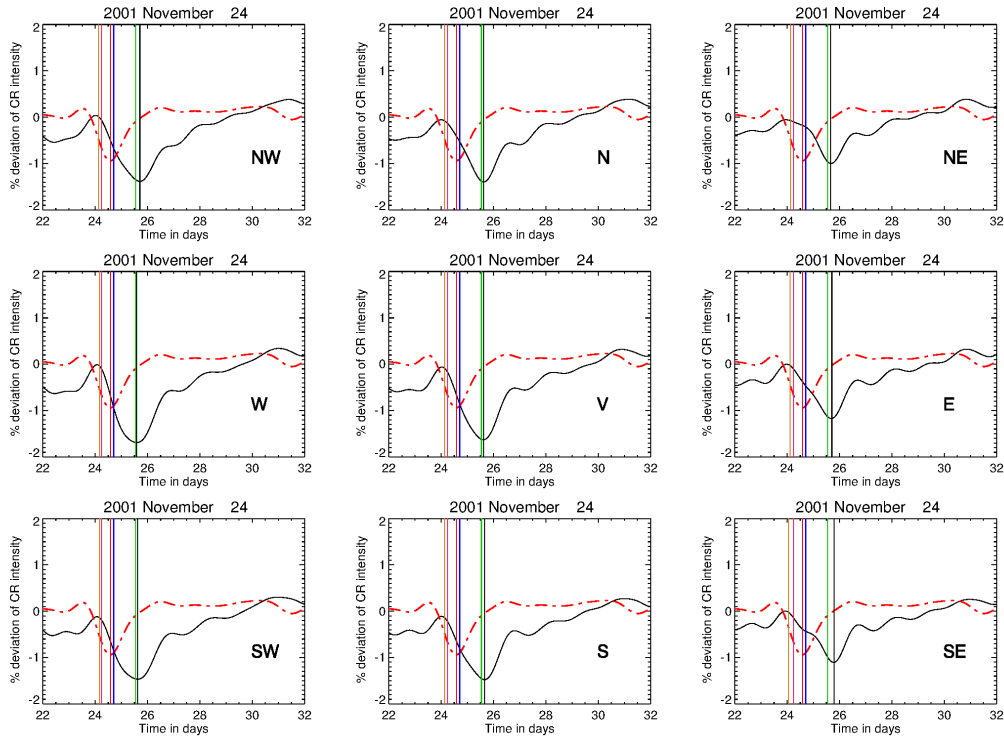 2001 November 24
2001 November 24
2001 November 24
% deviation of CR intensity
2
1
0
-1
-2
NW
22 24 26 28 30 32
Time in days
% deviation of CR intensity
2
1
0
-1
-2
N
22 24 26 28 30 32
Time in days
% deviation of CR intensity
2
1
0
-1
-2
NE
22 24 26 28 30 32
Time in days
2001 November 24
2001 November 24
2001 November 24
% deviation of CR intensity
2
1
0
-1
-2
W
22 24 26 28 30 32
Time in days
% deviation of CR intensity
2
1
0
-1
-2
V
22 24 26 28 30 32
Time in days
% deviation of CR intensity
2
1
0
-1
-2
E
22 24 26 28 30 32
Time in days
2001 November 24
2001 November 24
2001 November 24
% deviation of CR intensity
2
1
0
-1
-2
SW
22 24 26 28 30 32
Time in days
% deviation of CR intensity
2
1
0
-1
-2
S
22 24 26 28 30 32
Time in days
% deviation of CR intensity
2
1
0
-1
-2
SE
22 24 26 28 30 32
Time in days